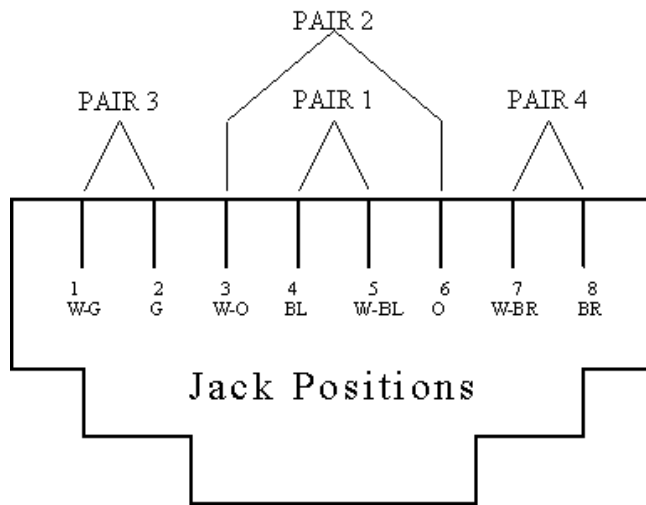 PAIR 2
PAIR 3 PAIR 1 PAIR 4
1 2 3 4 5 6 7 8
W-G G W-O BL W-BL O W-BR BR
Jack Positions